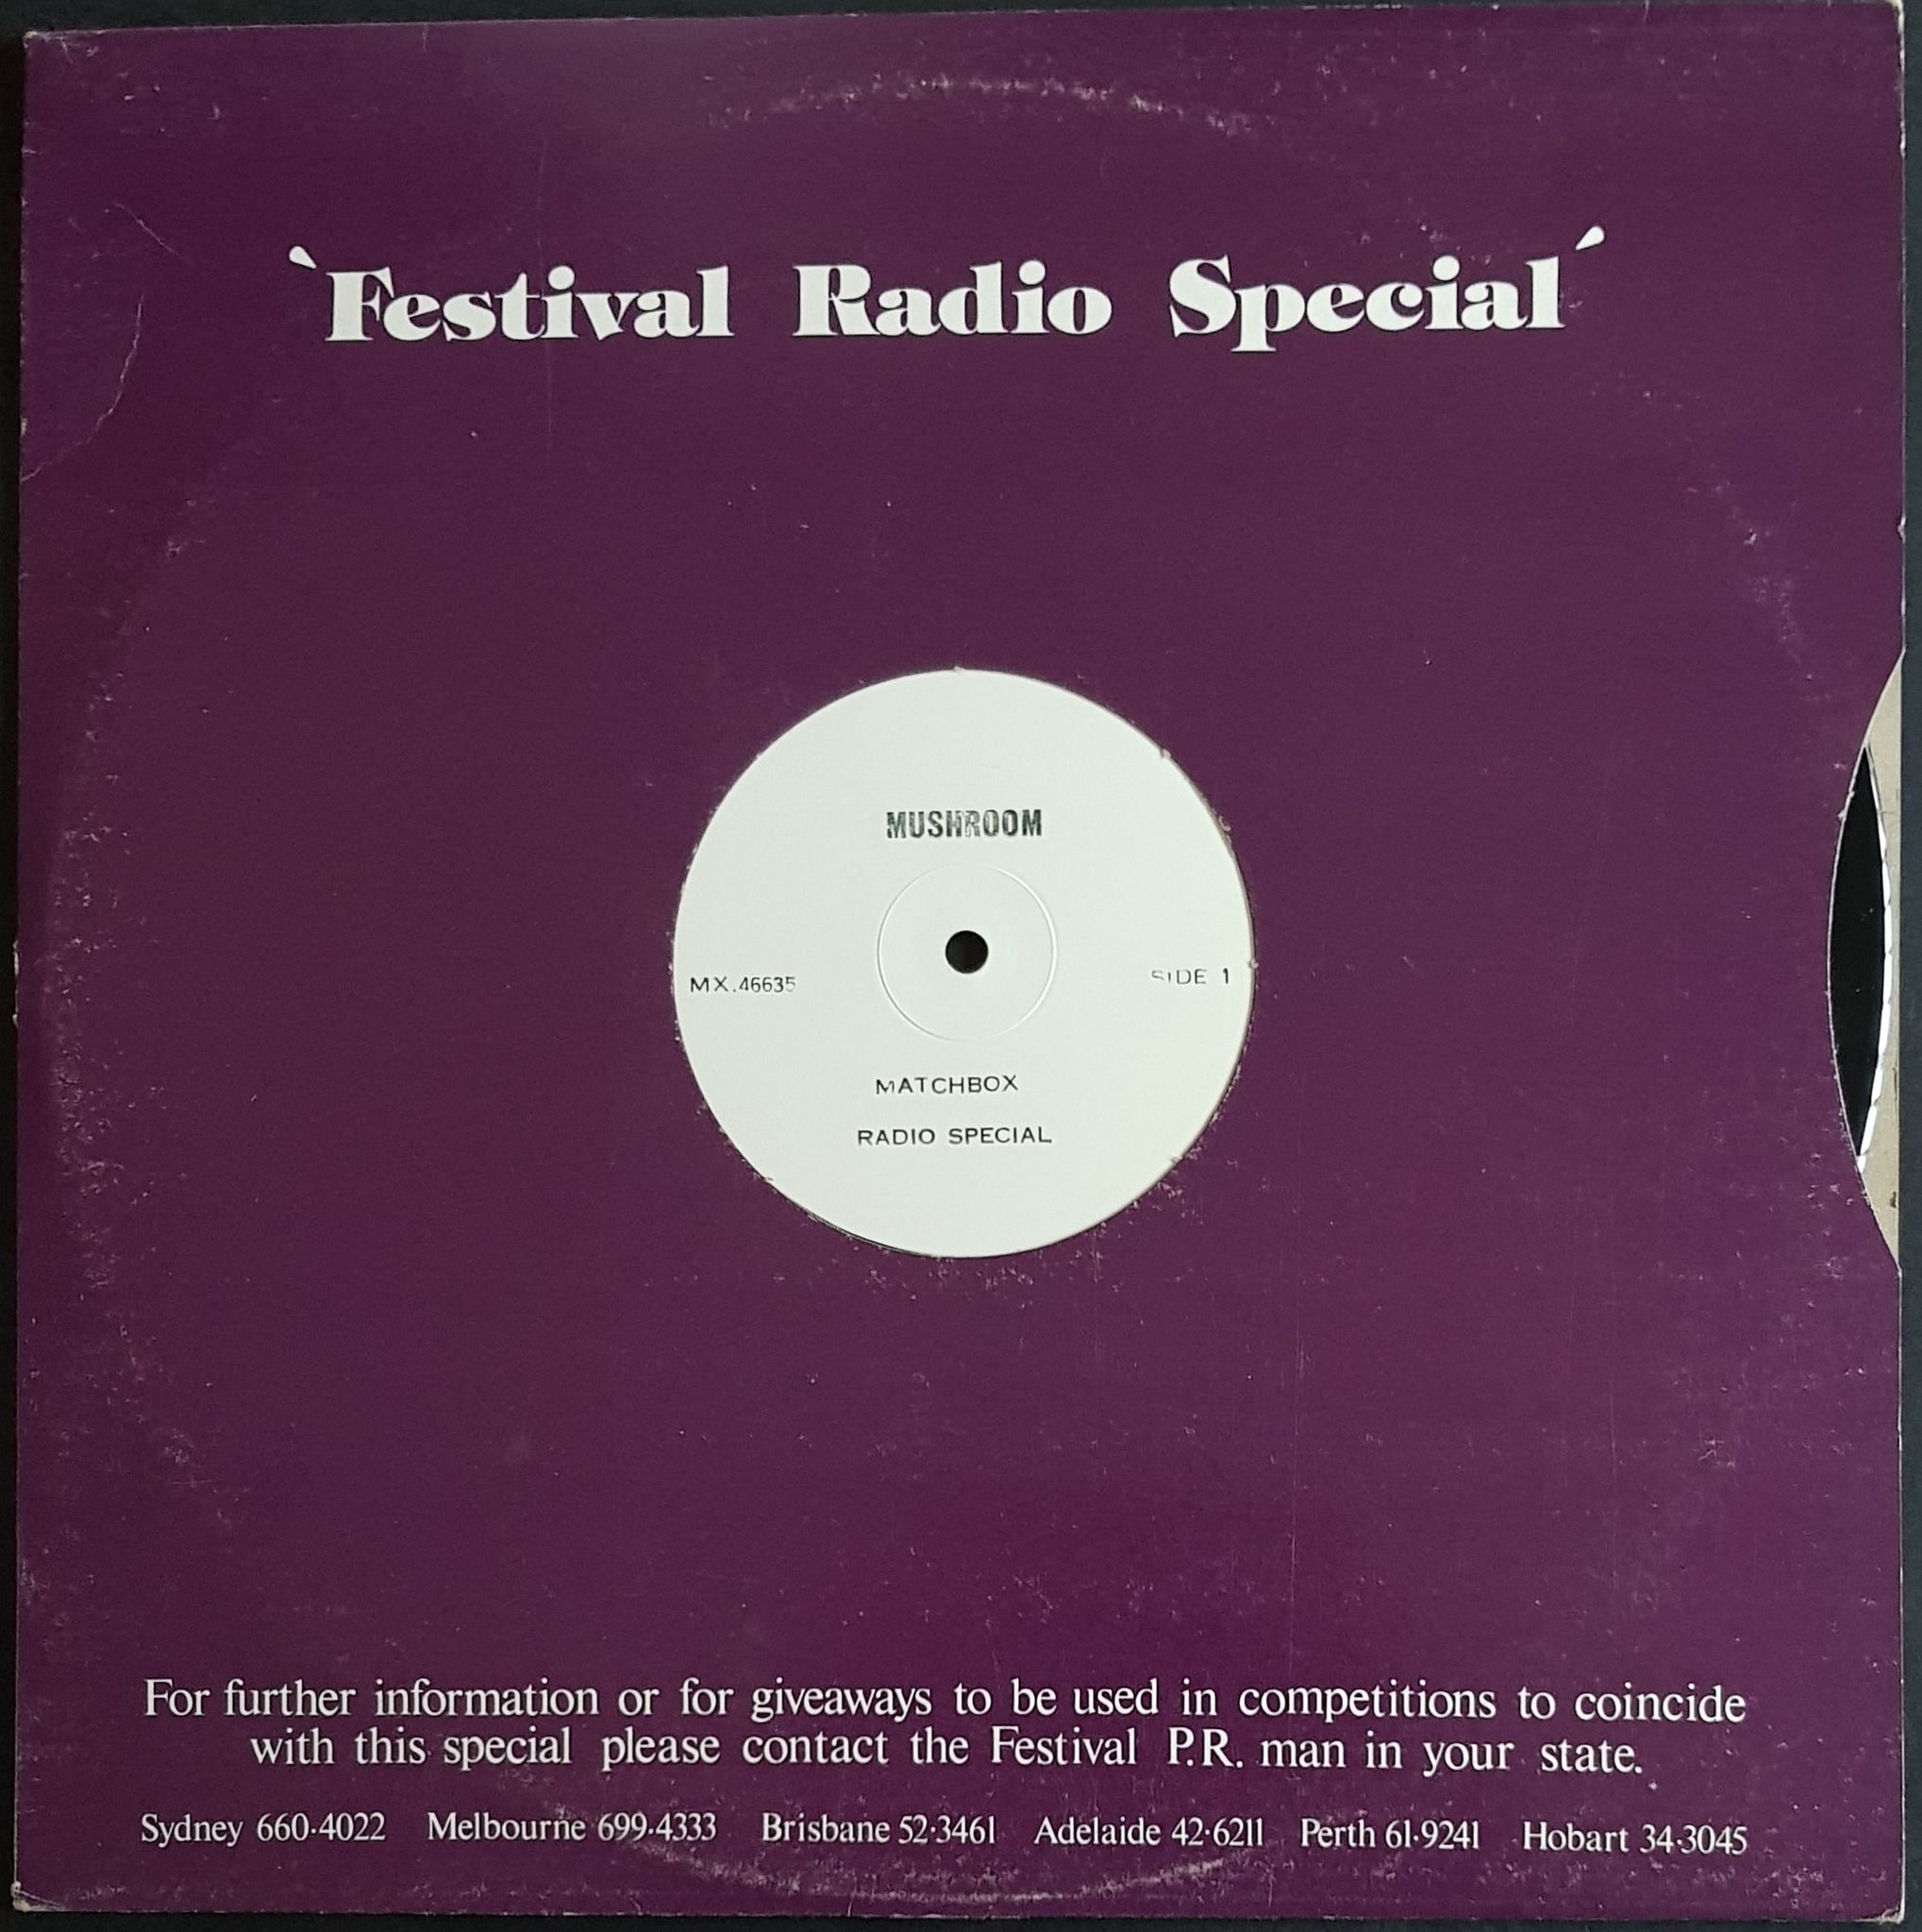 `Festival Radio Special´
MUSHROOM
MX.46635
SIDE 1
MATCHBOX
RADIO SPECIAL
For further information or for giveaways to be used in competitions to coincide
with this special please contact the Festival P.R. man in your state.
Sydney 660·4022 Melbourne 699·4333 Brisbane 52·3461 Adelaide 42·6211 Perth 61·9241 Hobart 34·3045